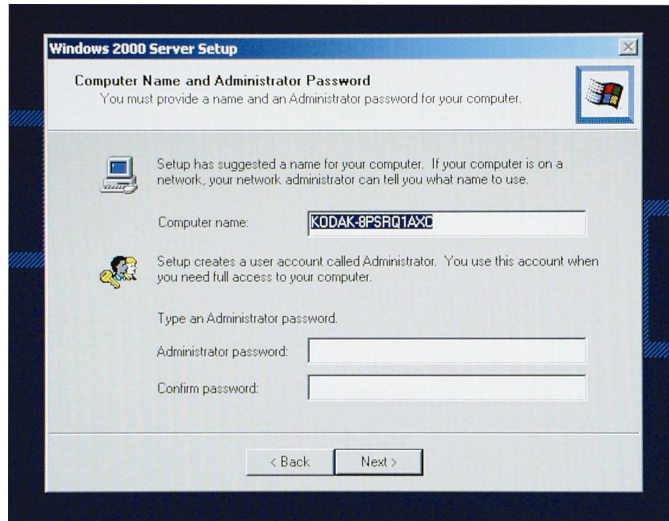 Windows 2000 Server Setup
Computer Name and Administrator Password
You must provide a name and an Administrator password for your computer.
Setup has suggested a name for your computer. If your computer is on a
network, your network administrator can tell you what name to use.
Computer name:
KODAK-8PSRQ1AXC
Setup creates a user account called Administrator. You use this account when
you need full access to your computer.
Type an Administrator password.
Administrator password:
Confirm password:
< Back
Next >